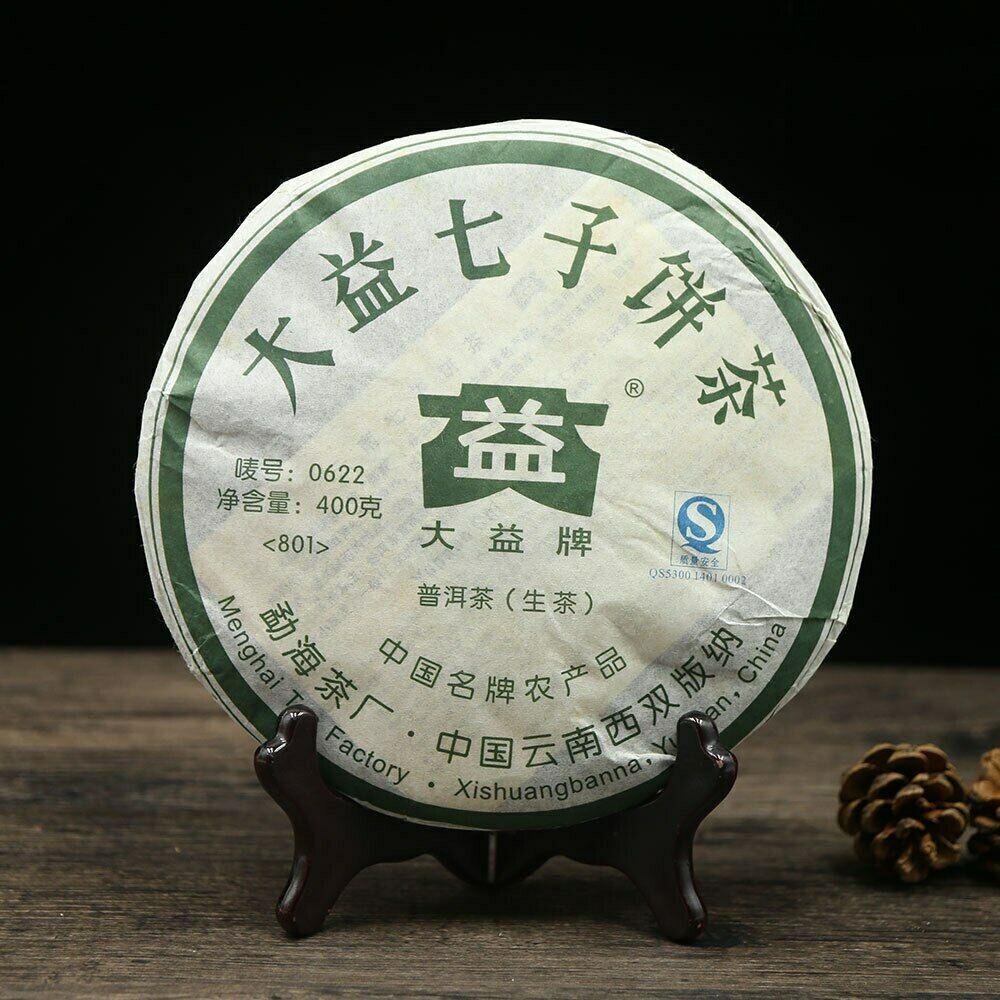 大益七子饼茶
益
®
唛号: 0622
净含量: 400克
<801>
大益牌
S
质量安全
QS5300 1401 0002
普洱茶(生茶)
中国名牌农产品
勐海茶厂 · 中国云南西双版纳
Menghai Factory · Xishuangbanna, China